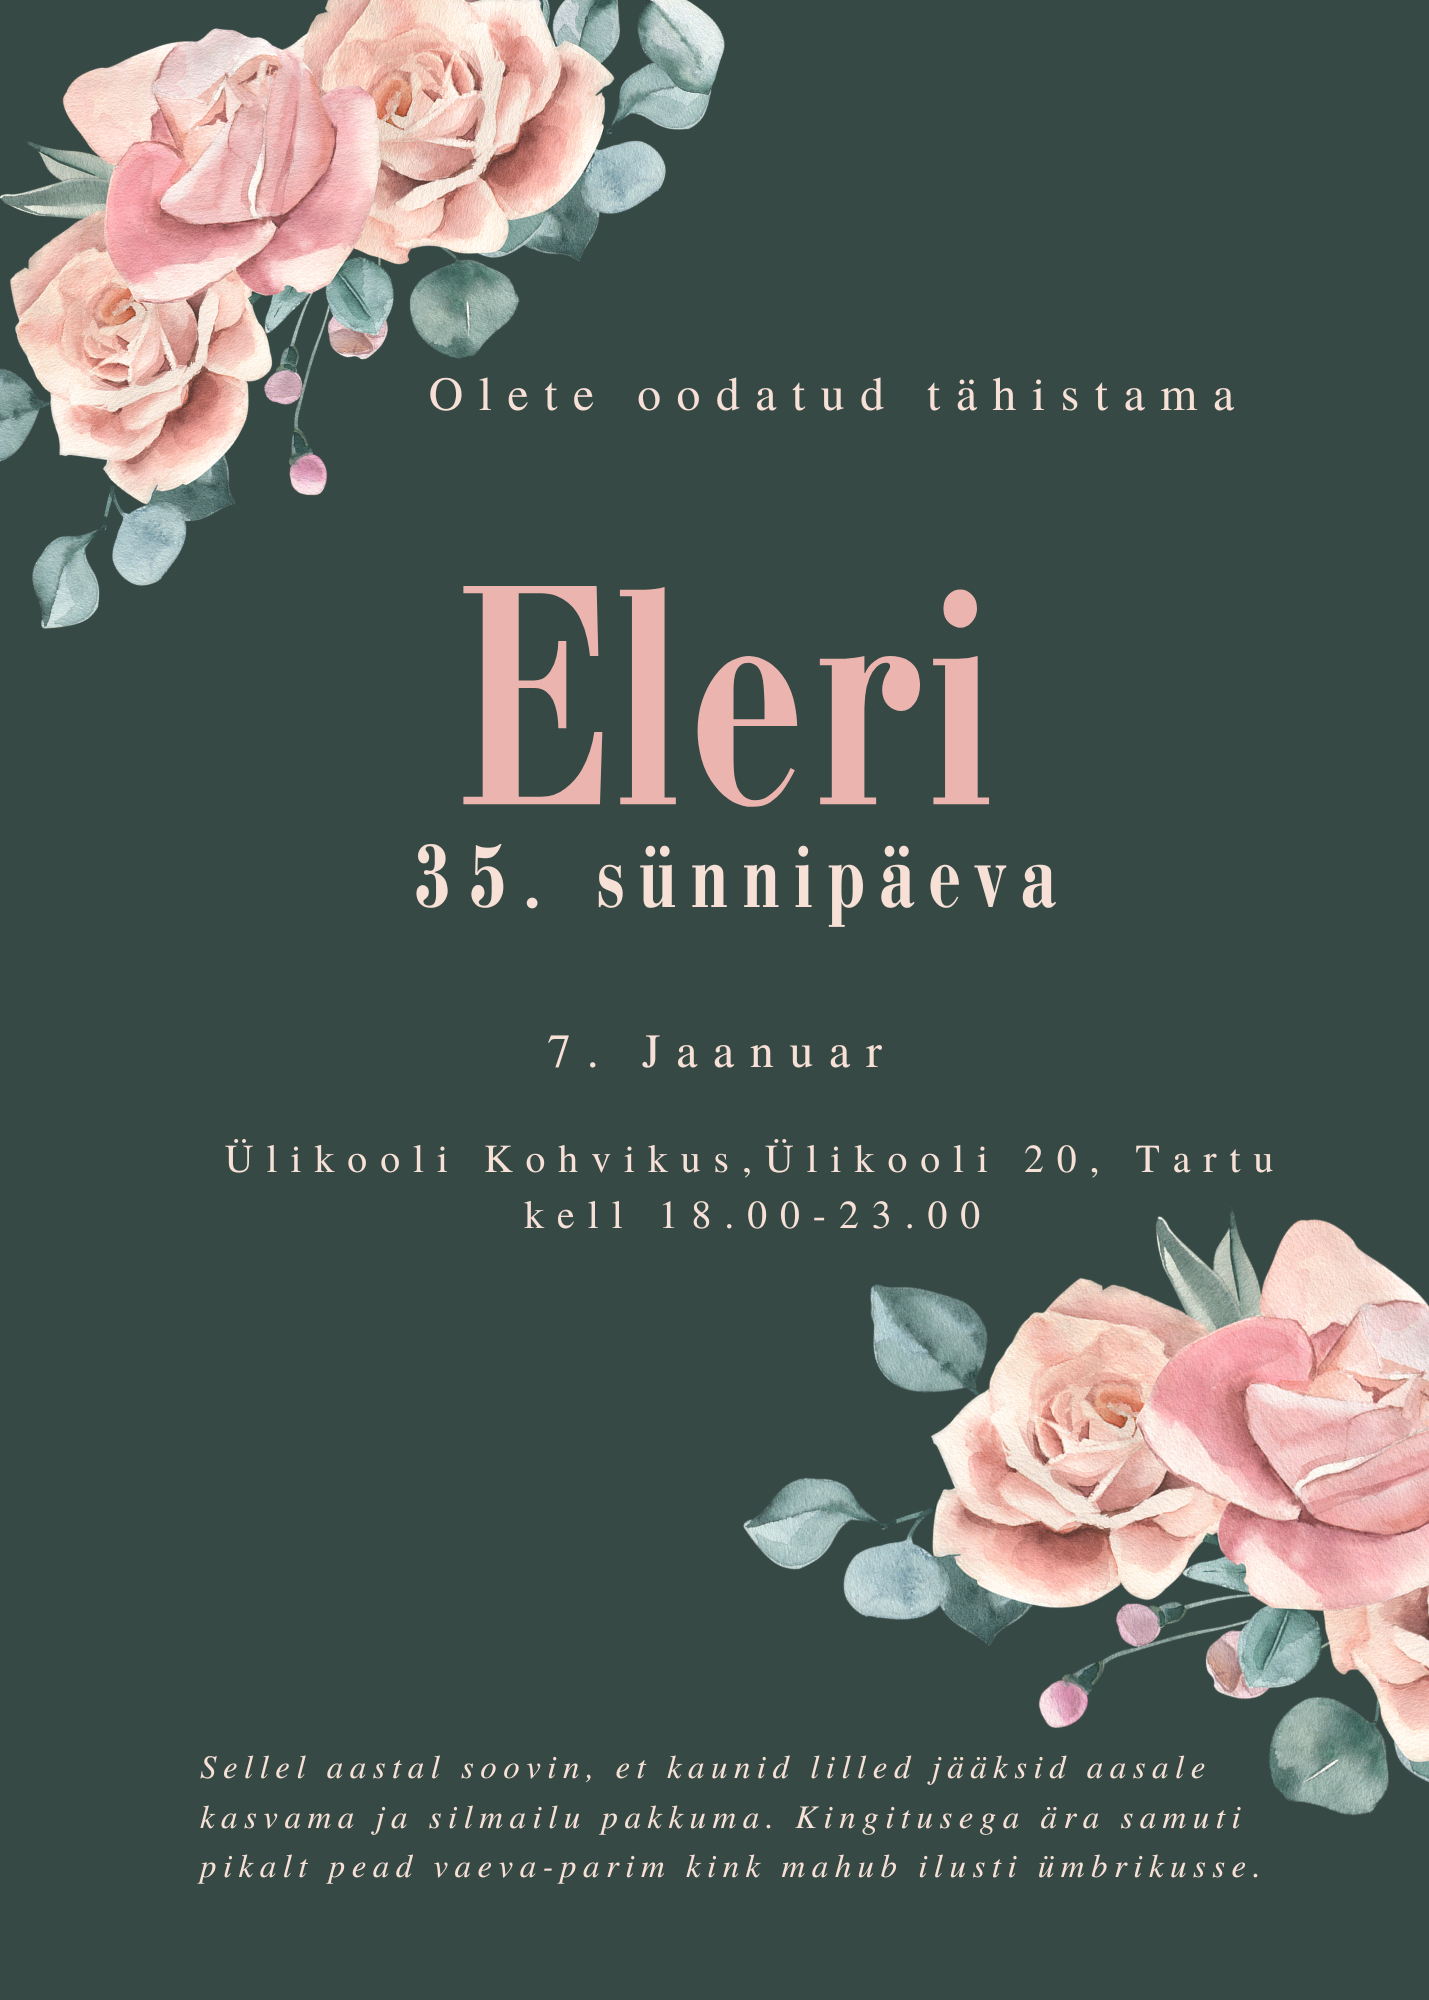 Olete oodatud tähistama
Eleri
35. sünnipäeva
7. Jaanuar
Ülikooli Kohvikus,Ülikooli 20, Tartu
kell 18.00-23.00
Sellel aastal soovin, et kaunid lilled jääksid aasale
kasvama ja silmailu pakkuma. Kingitusega ära samuti
pikalt pead vaeva-parim kink mahub ilusti ümbrikusse.